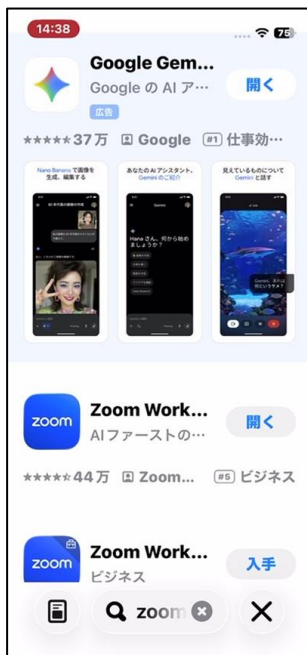 14:38
75
Google Gem...
Google の AI ア…
開く
広告
★★★★★ 37万 Google #1 仕事効…
Nano Banana で画像を
生成、編集する
あなたの AI アシスタント、
Gemini のご紹介
見えているものについて
Gemini と話す
Gemini
Hana さん、何から始め
ましょうか？
zoom
Zoom Work...
AIファーストの…
開く
★★★★☆ 44万 Zoom... #5 ビジネス
zoom
Zoom Work...
ビジネス
入手
zoom